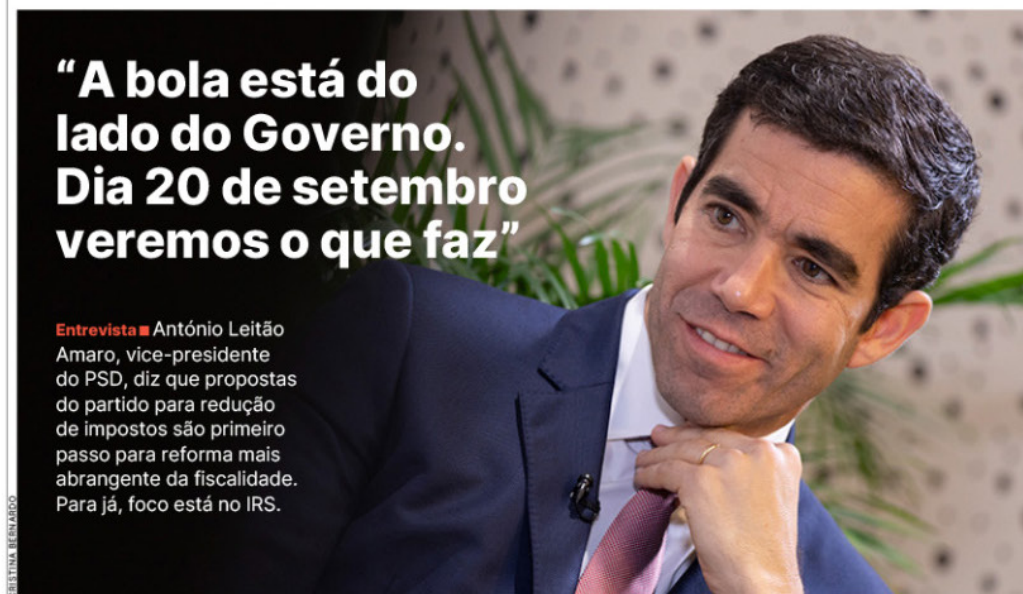 “A bola está do
lado do Governo.
Dia 20 de setembro
veremos o que faz”
Entrevista ■ António Leitão
Amaro, vice-presidente
do PSD, diz que propostas
do partido para redução
de impostos são primeiro
passo para reforma mais
abrangente da fiscalidade.
Para já, foco está no IRS.
RISTINA BERNARDO